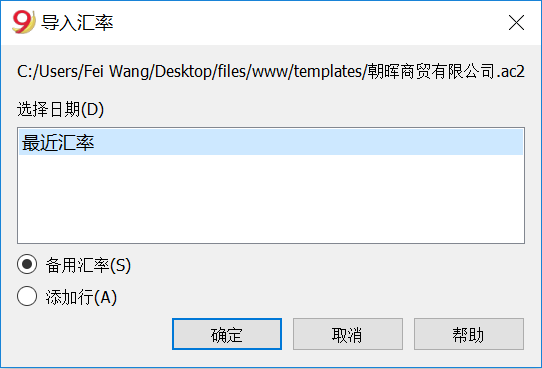 9 导入汇率
C:/Users/Fei Wang/Desktop/files/www/templates/朝晖商贸有限公司.ac2
选择日期(D)
最近汇率
备用汇率(S)
添加行(A)
确定 取消 帮助